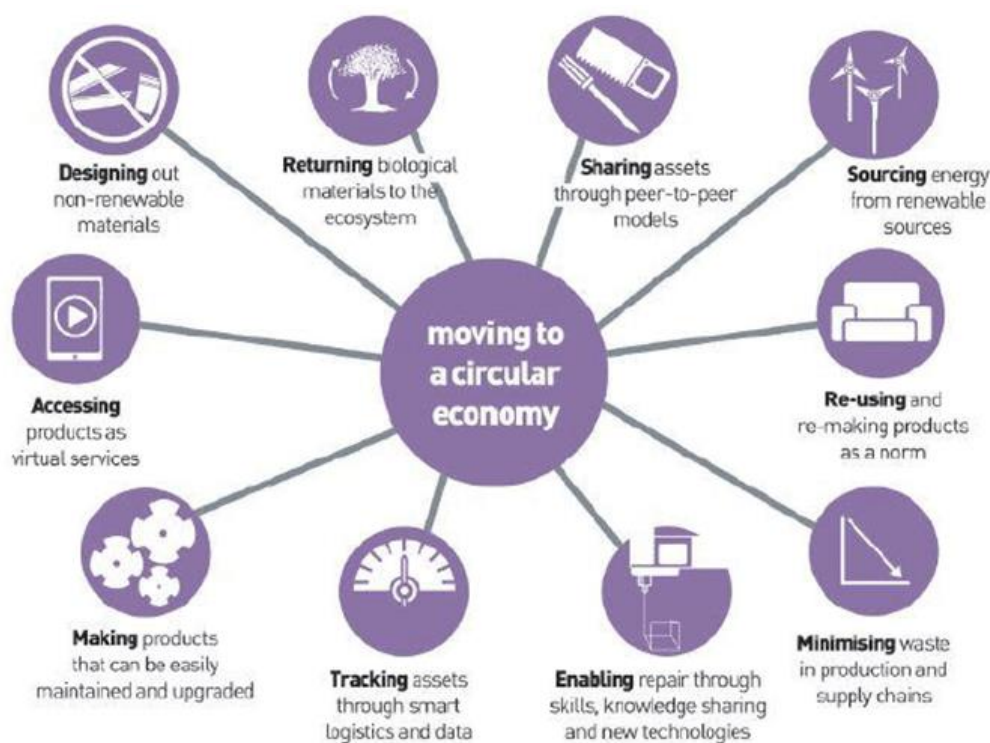 Designing out
non-renewable
materials
Returning biological
materials to the
ecosystem
Sharing assets
through peer-to-peer
models
Sourcing energy
from renewable
sources
Accessing
products as
virtual services
moving to
a circular
economy
Re-using and
re-making products
as a norm
Making products
that can be easily
maintained and upgraded
Tracking assets
through smart
logistics and data
Enabling repair through
skills, knowledge sharing
and new technologies
Minimising waste
in production and
supply chains